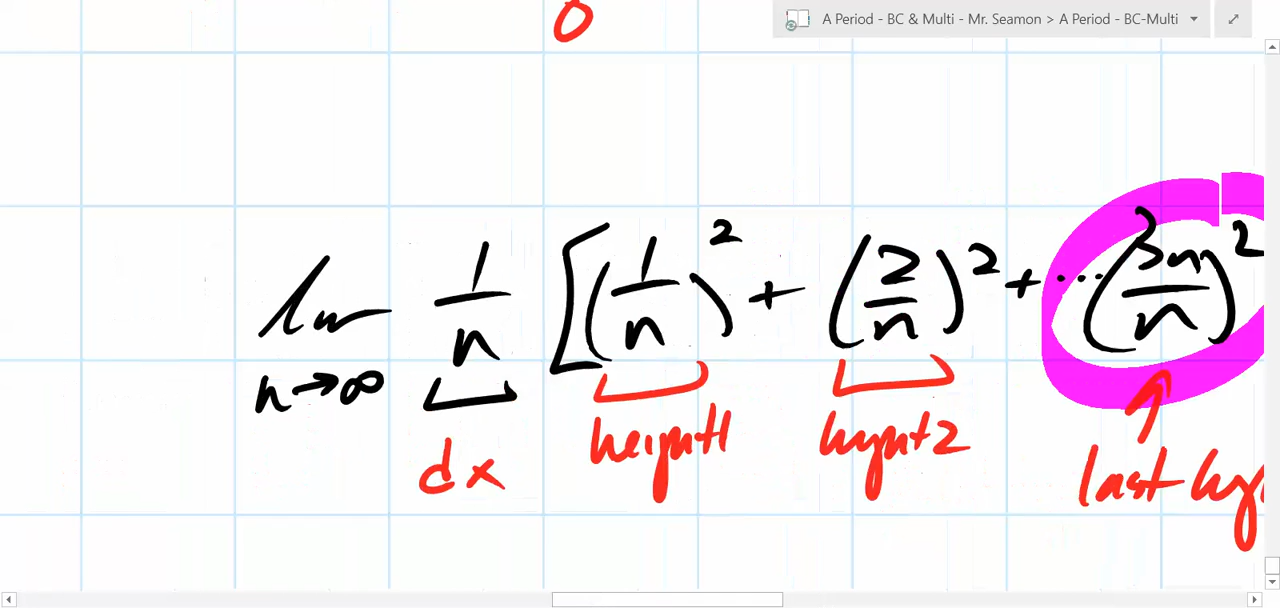 0
A Period - BC & Multi - Mr. Seamon > A Period - BC-Multi
lim n→∞ 1/n [(1/n)² + (2/n)² + ⋯ (3n/n)²
dx height1 hght2 last